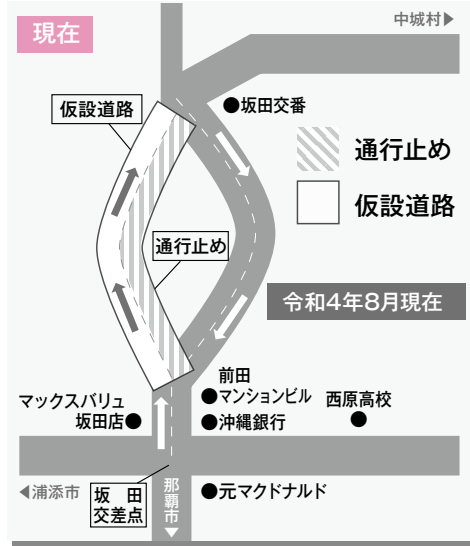 現在
中城村▶
仮設道路
●坂田交番
通行止め
仮設道路
通行止め
令和4年8月現在
前田
●マンションビル
マックスバリュ
坂田店●
●沖縄銀行
西原高校
●
◀浦添市
坂田
交差点
那覇市▼
●元マクドナルド